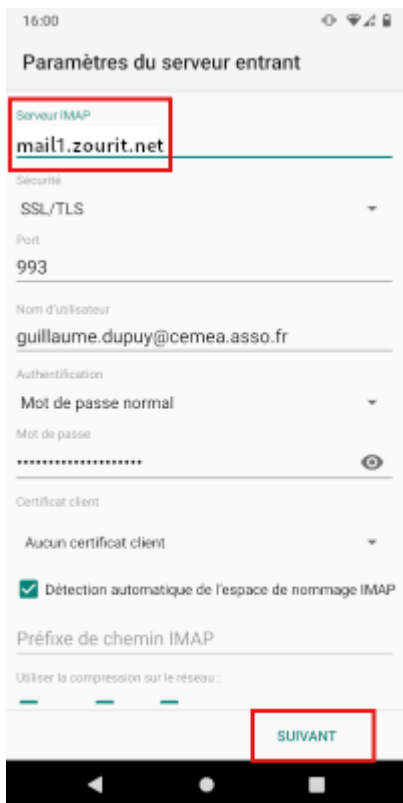 16:00
Paramètres du serveur entrant
Serveur IMAP
mail1.zourit.net
Sécurité
SSL/TLS
Port
993
Nom d'utilisateur
guillaume.dupuy@cemea.asso.fr
Authentification
Mot de passe normal
Mot de passe
••••••••••••••••••••
Certificat client
Aucun certificat client
Détection automatique de l'espace de nommage IMAP
Préfixe de chemin IMAP
Utiliser la compression sur le réseau :
SUIVANT